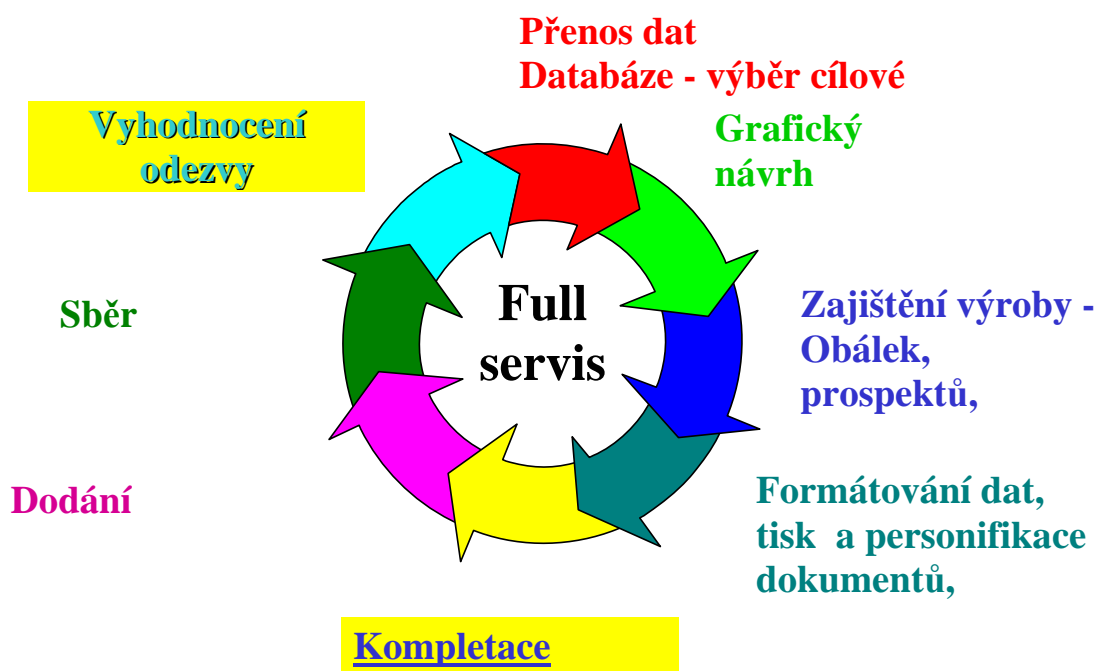 Přenos dat
Databáze - výběr cílové
Grafický
návrh
Zajištění výroby -
Obálek,
prospektů,
Formátování dat,
tisk a personifikace
dokumentů,
Kompletace
Dodání
Sběr
Vyhodnocení
odezvy
Full
servis